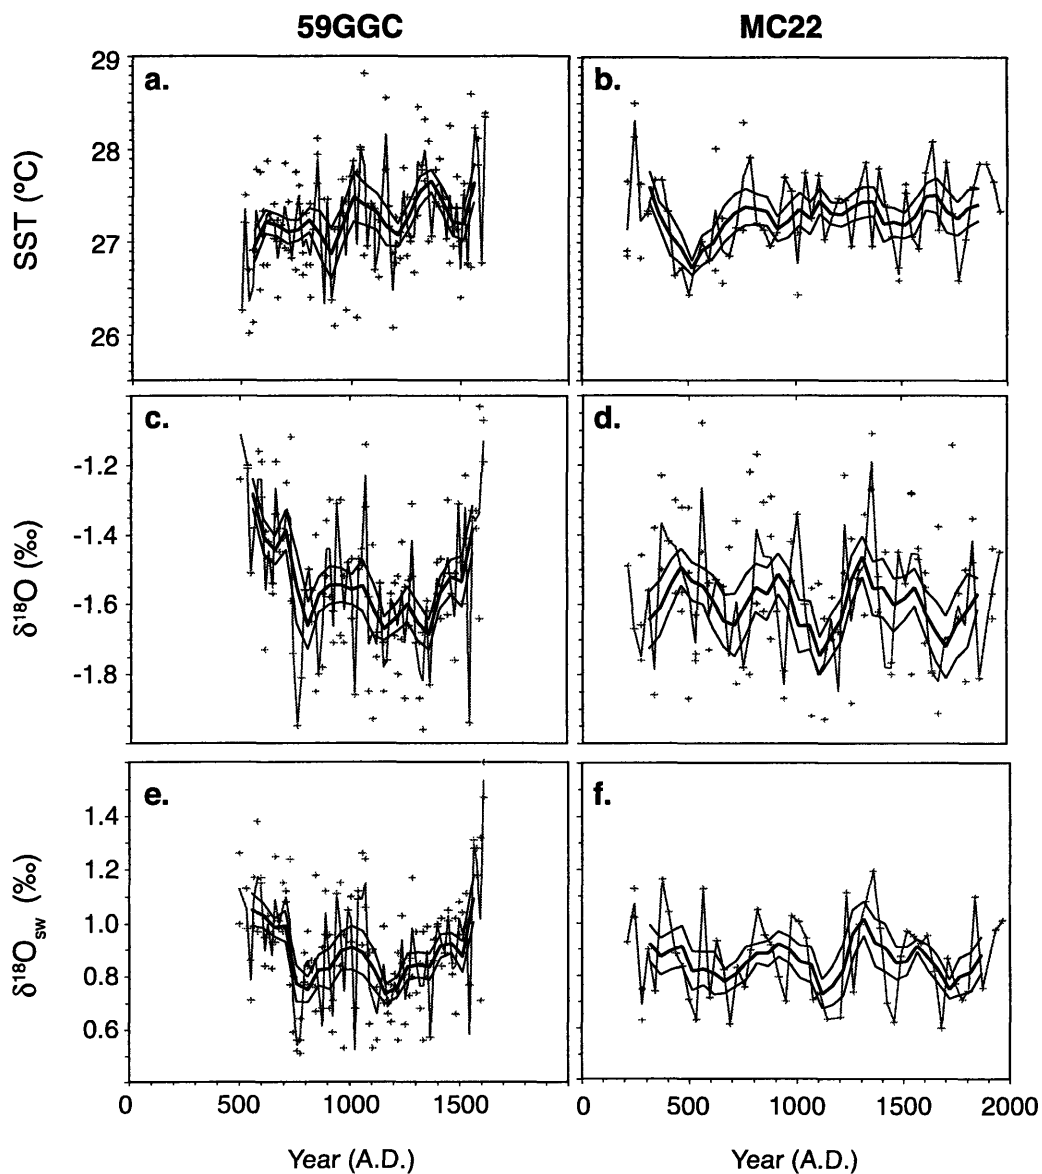 59GGC MC22
a. b.
29
28
27
26
SST (ºC)
c. d.
-1.2
-1.4
-1.6
-1.8
δ¹⁸O (‰)
e. f.
1.4
1.2
1.0
0.8
0.6
δ¹⁸Osw (‰)
0 500 1000 1500 0 500 1000 1500 2000
Year (A.D.) Year (A.D.)